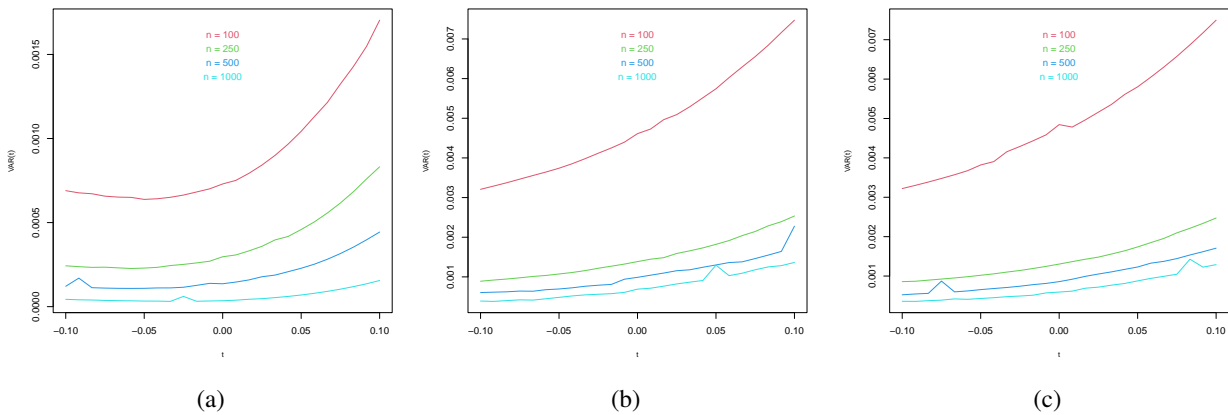 n = 100
n = 250
n = 500
n = 1000
VAR(t)
0.0000
0.0005
0.0010
0.0015
−0.10
−0.05
0.00
0.05
0.10
t
(a)
n = 100
n = 250
n = 500
n = 1000
VAR(t)
0.001
0.002
0.003
0.004
0.005
0.006
0.007
−0.10
−0.05
0.00
0.05
0.10
t
(b)
n = 100
n = 250
n = 500
n = 1000
VAR(t)
0.001
0.002
0.003
0.004
0.005
0.006
0.007
−0.10
−0.05
0.00
0.05
0.10
t
(c)